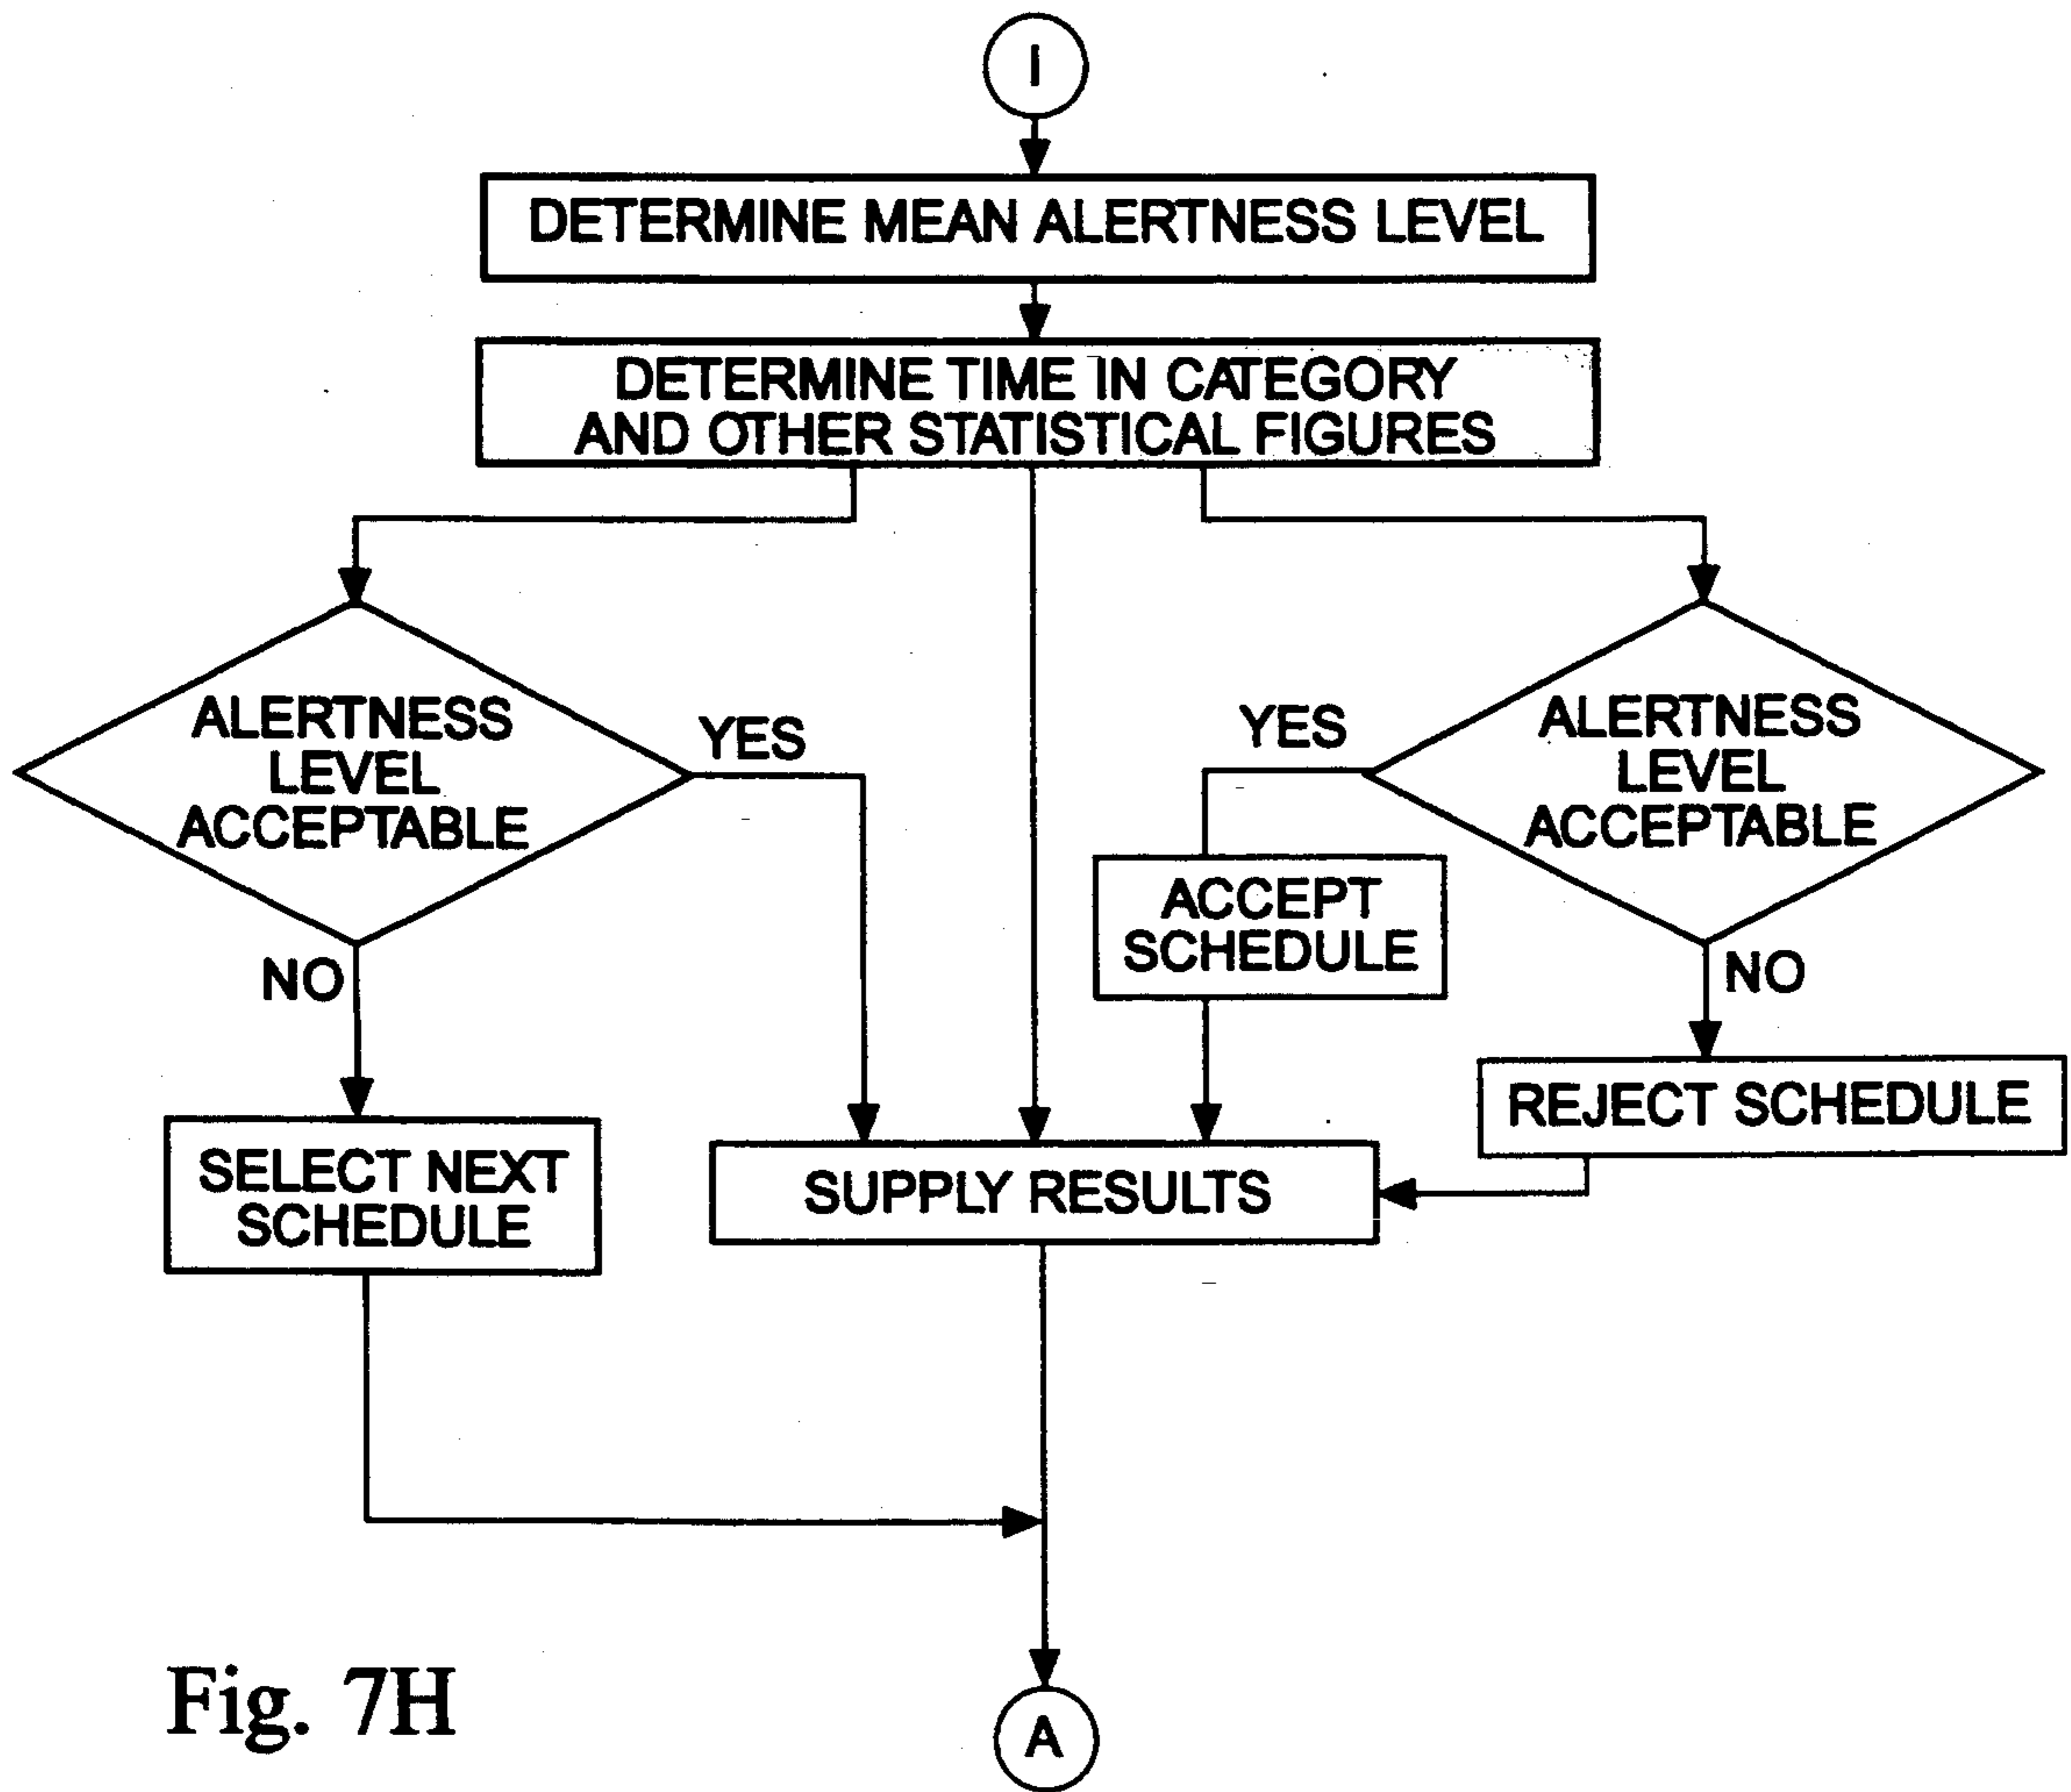 I
DETERMINE MEAN ALERTNESS LEVEL
DETERMINE TIME IN CATEGORY
AND OTHER STATISTICAL FIGURES
ALERTNESS
LEVEL
ACCEPTABLE
YES
NO
YES
ALERTNESS
LEVEL
ACCEPTABLE
NO
ACCEPT
SCHEDULE
REJECT SCHEDULE
SELECT NEXT
SCHEDULE
SUPPLY RESULTS
A
Fig. 7H